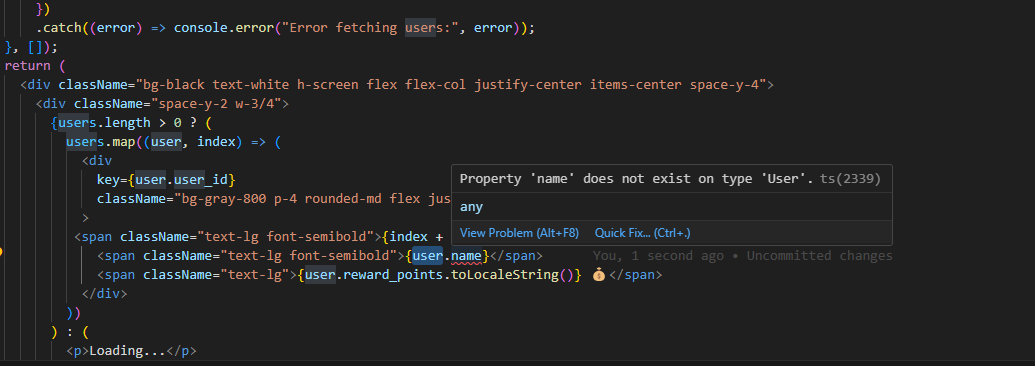 })
.catch((error) => console.error("Error fetching users:", error));
}, []);
return (
<div className="bg-black text-white h-screen flex flex-col justify-center items-center space-y-4">
<div className="space-y-2 w-3/4">
{users.length > 0 ? (
users.map((user, index) => (
<div
key={user.user_id}
className="bg-gray-800 p-4 rounded-md flex jus
>
<span className="text-lg font-semibold">{index +
<span className="text-lg font-semibold">{user.name}</span> You, 1 second ago • Uncommitted changes
<span className="text-lg">{user.reward_points.toLocaleString()} 💰</span>
</div>
))
) : (
<p>Loading...</p>
Property 'name' does not exist on type 'User'. ts(2339)
any
View Problem (Alt+F8) Quick Fix... (Ctrl+.)